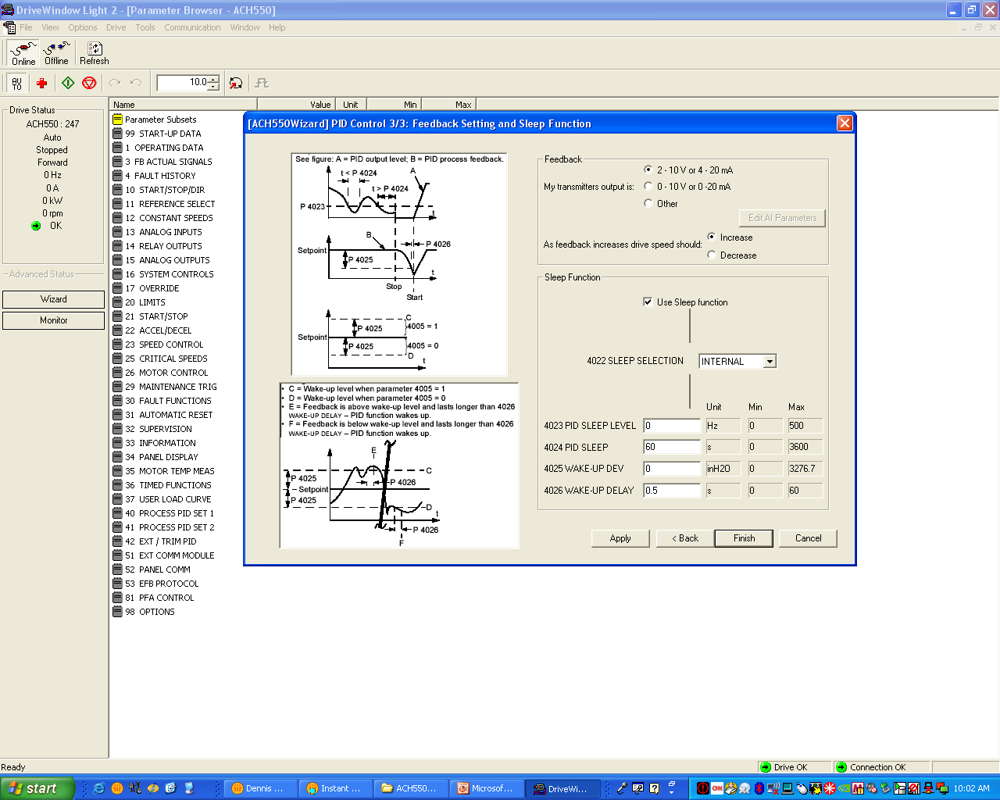 DriveWindow Light 2 - [Parameter Browser - ACH550]
File View Options Drive Tools Communication Window Help
Online Offline Refresh
AU TO 10.0
Drive Status
ACH550 : 247
Auto
Stopped
Forward
0 Hz
0 A
0 kW
0 rpm
OK
Advanced Status
Wizard
Monitor
Name Value Unit Min Max
Parameter Subsets
99 START-UP DATA
1 OPERATING DATA
3 FB ACTUAL SIGNALS
4 FAULT HISTORY
10 START/STOP/DIR
11 REFERENCE SELECT
12 CONSTANT SPEEDS
13 ANALOG INPUTS
14 RELAY OUTPUTS
15 ANALOG OUTPUTS
16 SYSTEM CONTROLS
17 OVERRIDE
20 LIMITS
21 START/STOP
22 ACCEL/DECEL
23 SPEED CONTROL
25 CRITICAL SPEEDS
26 MOTOR CONTROL
29 MAINTENANCE TRIG
30 FAULT FUNCTIONS
31 AUTOMATIC RESET
32 SUPERVISION
33 INFORMATION
34 PANEL DISPLAY
35 MOTOR TEMP MEAS
36 TIMED FUNCTIONS
37 USER LOAD CURVE
40 PROCESS PID SET 1
41 PROCESS PID SET 2
42 EXT / TRIM PID
51 EXT COMM MODULE
52 PANEL COMM
53 EFB PROTOCOL
81 PFA CONTROL
98 OPTIONS
[ACH550Wizard] PID Control 3/3: Feedback Setting and Sleep Function
See figure: A = PID output level; B = PID process feedback.
t < P 4024 A
t > P 4024
P 4023 t
B P 4026
Setpoint
P 4025
t
Stop
Start
C
P 4025 4005 = 1
Setpoint
P 4025 4005 = 0
D
t
• C = Wake-up level when parameter 4005 = 1
• D = Wake-up level when parameter 4005 = 0
• E = Feedback is above wake-up level and lasts longer than 4026
WAKE-UP DELAY – PID function wakes up.
• F = Feedback is below wake-up level and lasts longer than 4026
WAKE-UP DELAY – PID function wakes up.
E
C
P 4025 P 4026
Setpoint
P 4025
D
t
P 4026
F
Feedback
My transmitters output is:
2 - 10 V or 4 - 20 mA
0 - 10 V or 0 -20 mA
Other
Edit AI Parameters
As feedback increases drive speed should:
Increase
Decrease
Sleep Function
Use Sleep function
4022 SLEEP SELECTION INTERNAL
Unit Min Max
4023 PID SLEEP LEVEL 0 Hz 0 500
4024 PID SLEEP 60 s 0 3600
4025 WAKE-UP DEV 0 inH2O 0 3276.7
4026 WAKE-UP DELAY 0.5 s 0 60
Apply < Back Finish Cancel
Ready Drive OK Connection OK
start Dennis ... Instant ... ACH550... Microsof... DriveWi... CNN 10:02 AM